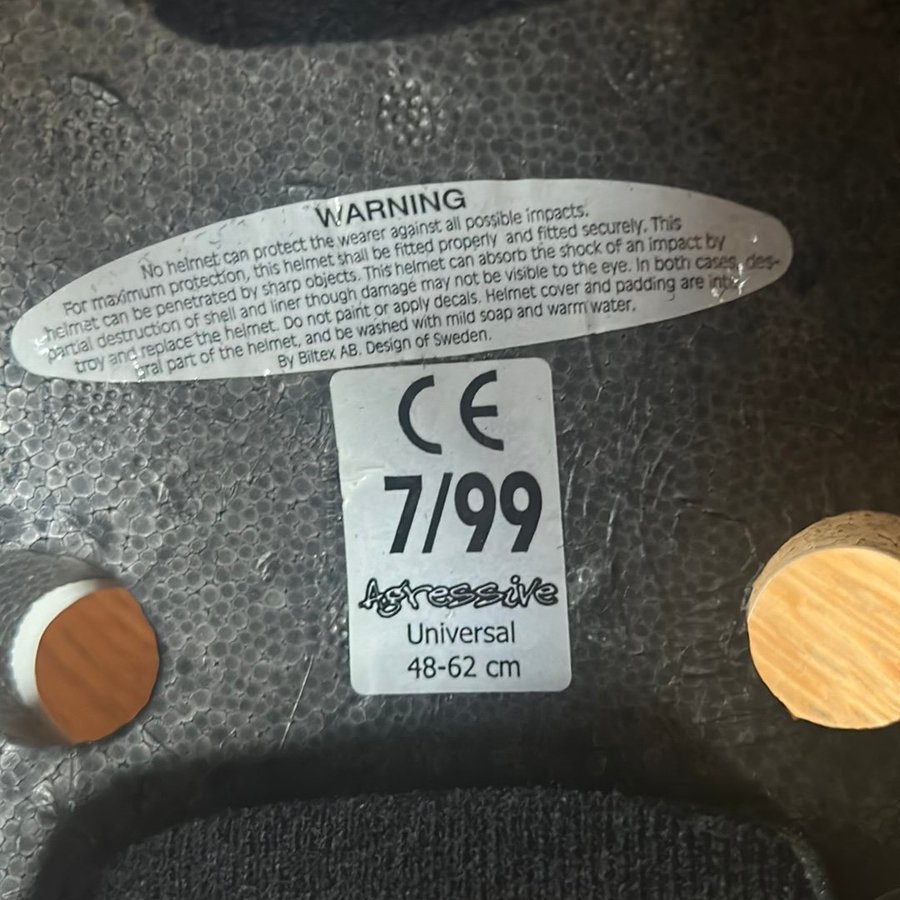 WARNING
No helmet can protect the wearer against all possible impacts.
For maximum protection, this helmet shall be fitted properly and fitted securely. This
helmet can be penetrated by sharp objects. This helmet can absorb the shock of an impact by
partial destruction of shell and liner though damage may not be visible to the eye. In both cases, des-
troy and replace the helmet. Do not paint or apply decals. Helmet cover and padding are inte-
gral part of the helmet, and be washed with mild soap and warm water.
By Biltex AB. Design of Sweden.
CE
7/99
Agressive
Universal
48-62 cm